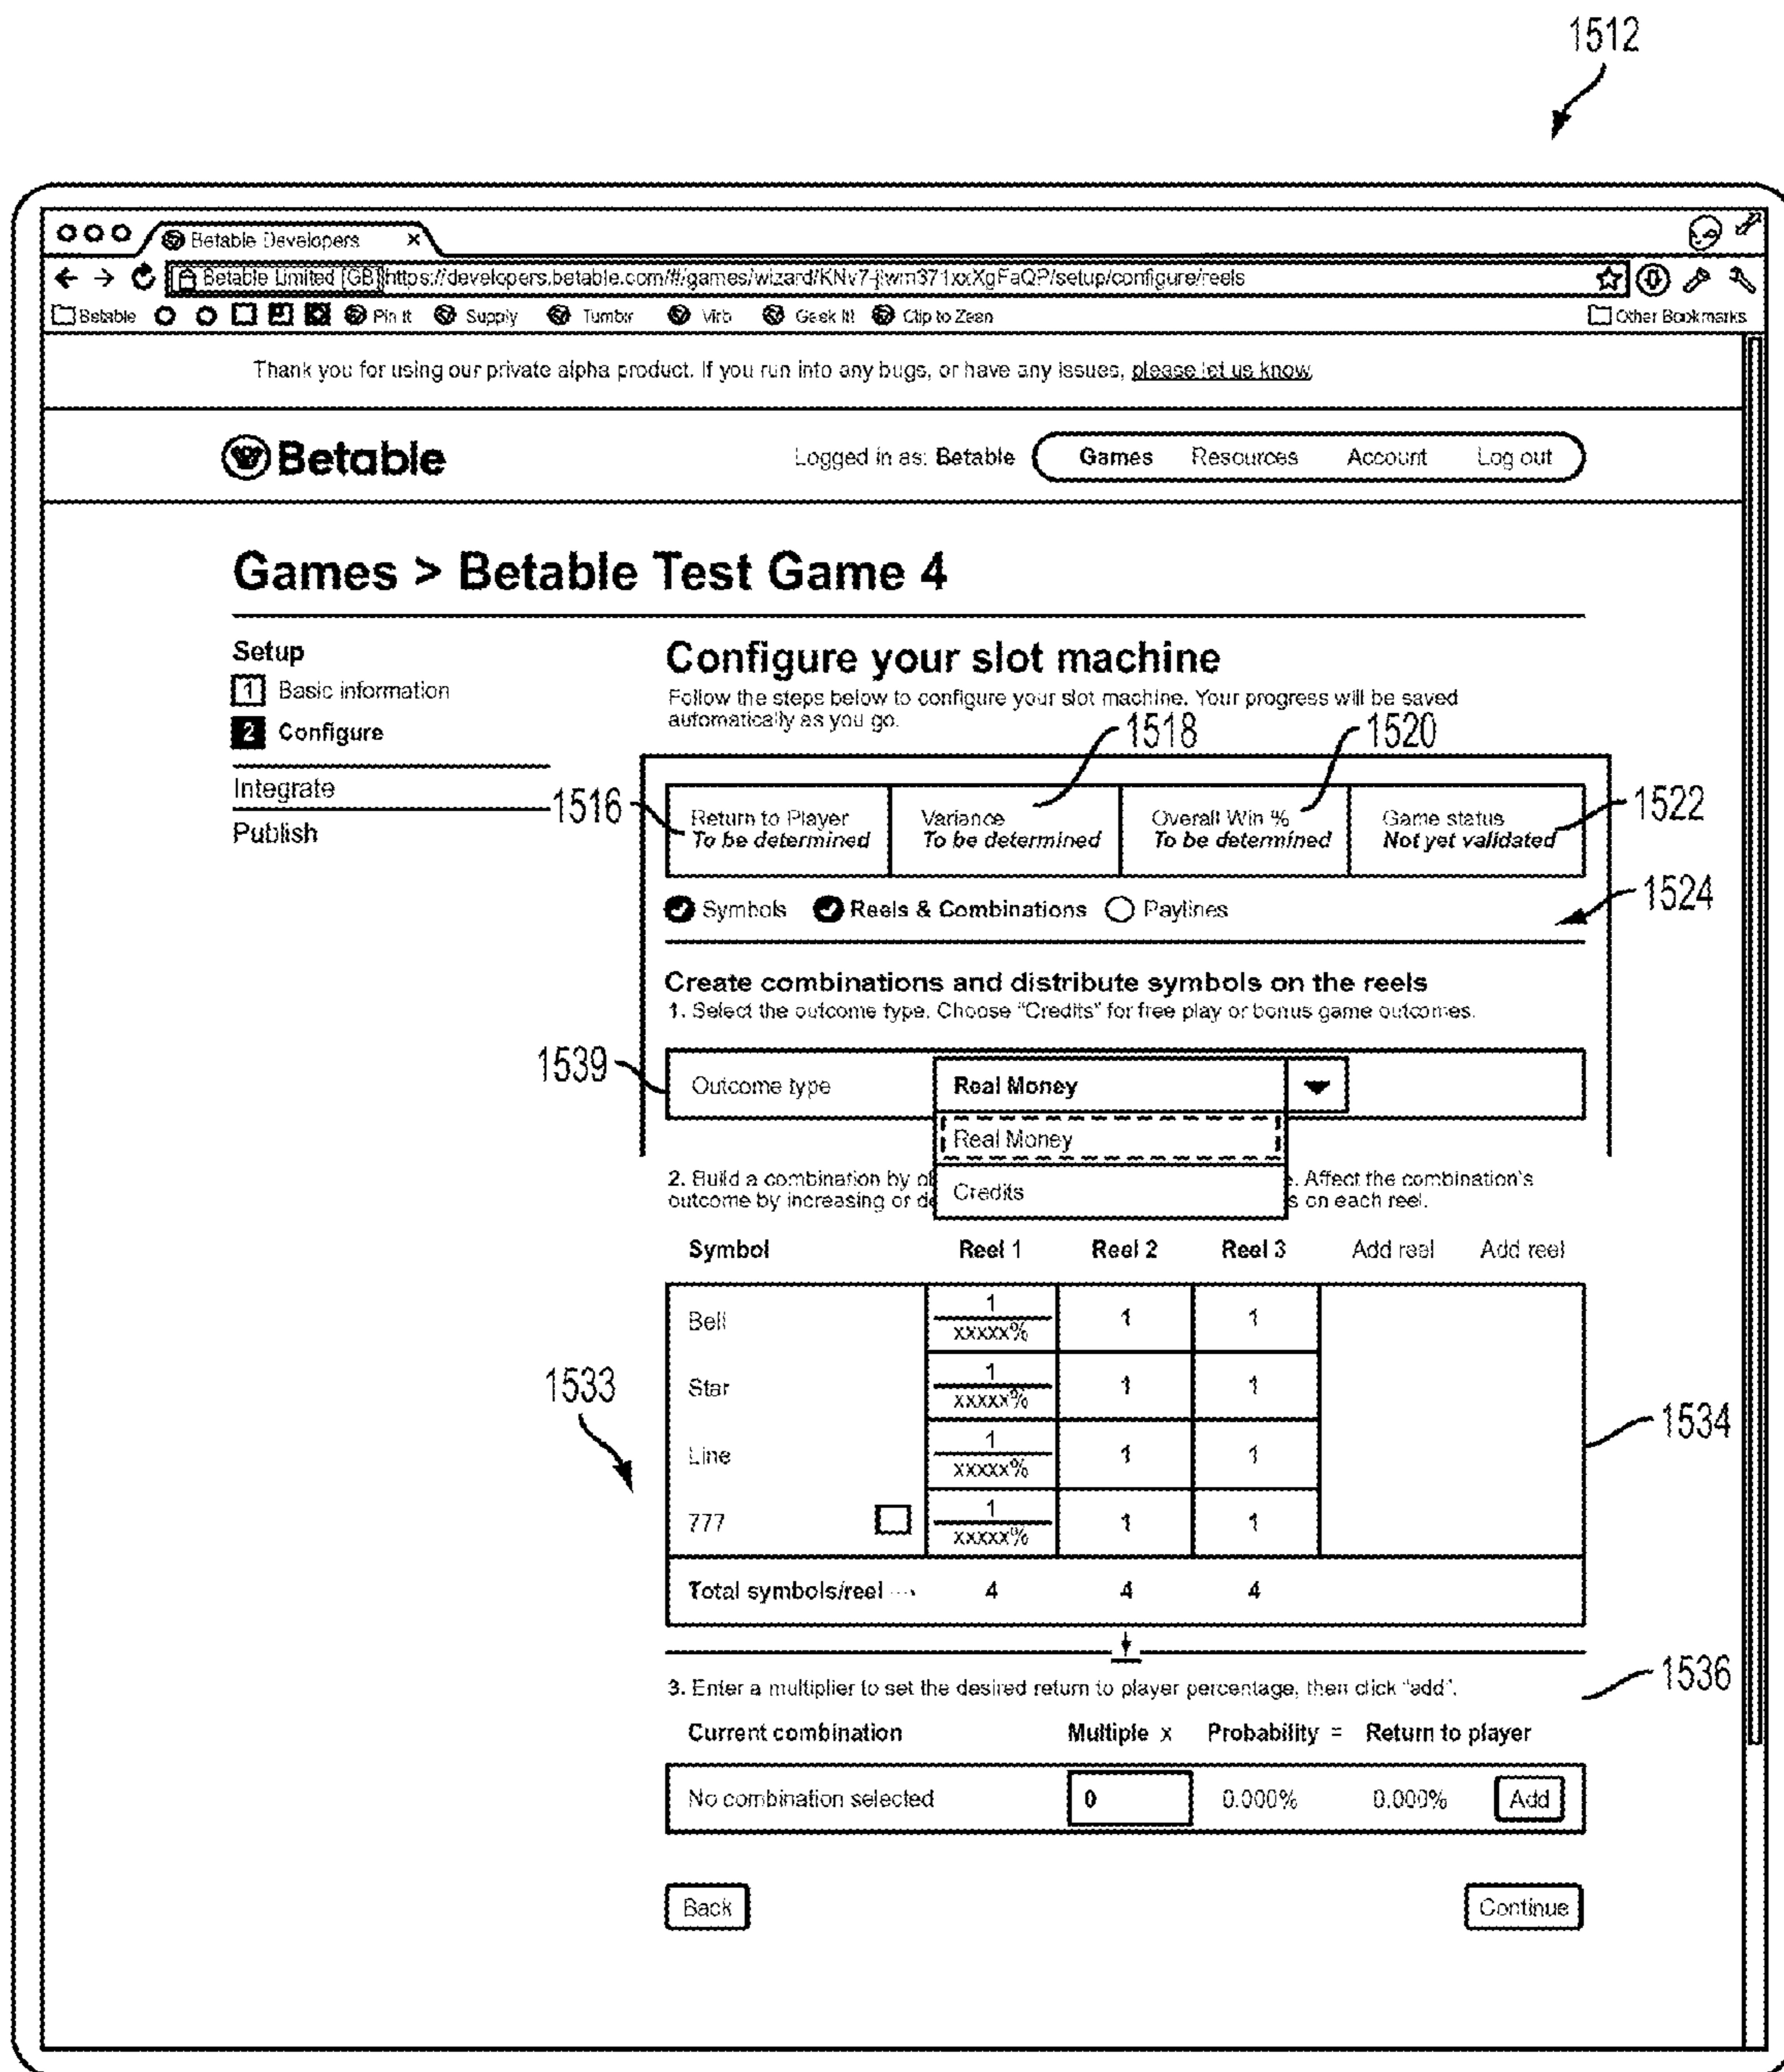 1512
Betable Developers ×
Betable Limited [GB] https://developers.betable.com/#/games/wizard/ /setup/configure/reels
Betable Pin It Supply Tumblr Virb Geek It! Clip to Zeen Other Bookmarks
Thank you for using our private alpha product. If you run into any bugs, or have any issues, please let us know.
Betable Logged in as: Betable Games Resources Account Log out
Games > Betable Test Game 4
Setup
1 Basic information
2 Configure
Integrate
Publish
Configure your slot machine
Follow the steps below to configure your slot machine. Your progress will be saved
automatically as you go.
1518 1520
1516 1522
Return to Player Variance Overall Win % Game status
To be determined To be determined To be determined Not yet validated
1524
Symbols Reels & Combinations Paylines
Create combinations and distribute symbols on the reels
1. Select the outcome type. Choose "Credits" for free play or bonus game outcomes.
1539
Outcome type Real Money
Real Money
Credits
2. Build a combination by . Affect the combination's
outcome by increasing or de s on each reel.
Symbol Reel 1 Reel 2 Reel 3 Add reel Add reel
Bell 1 xxxxx% 1 1
Star 1 xxxxx% 1 1
1533
1534
Line 1 xxxxx% 1 1
777 1 xxxxx% 1 1
Total symbols/reel 4 4 4
1536
3. Enter a multiplier to set the desired return to player percentage, then click "add".
Current combination Multiple x Probability = Return to player
No combination selected 0 0.000% 0.000% Add
Back Continue